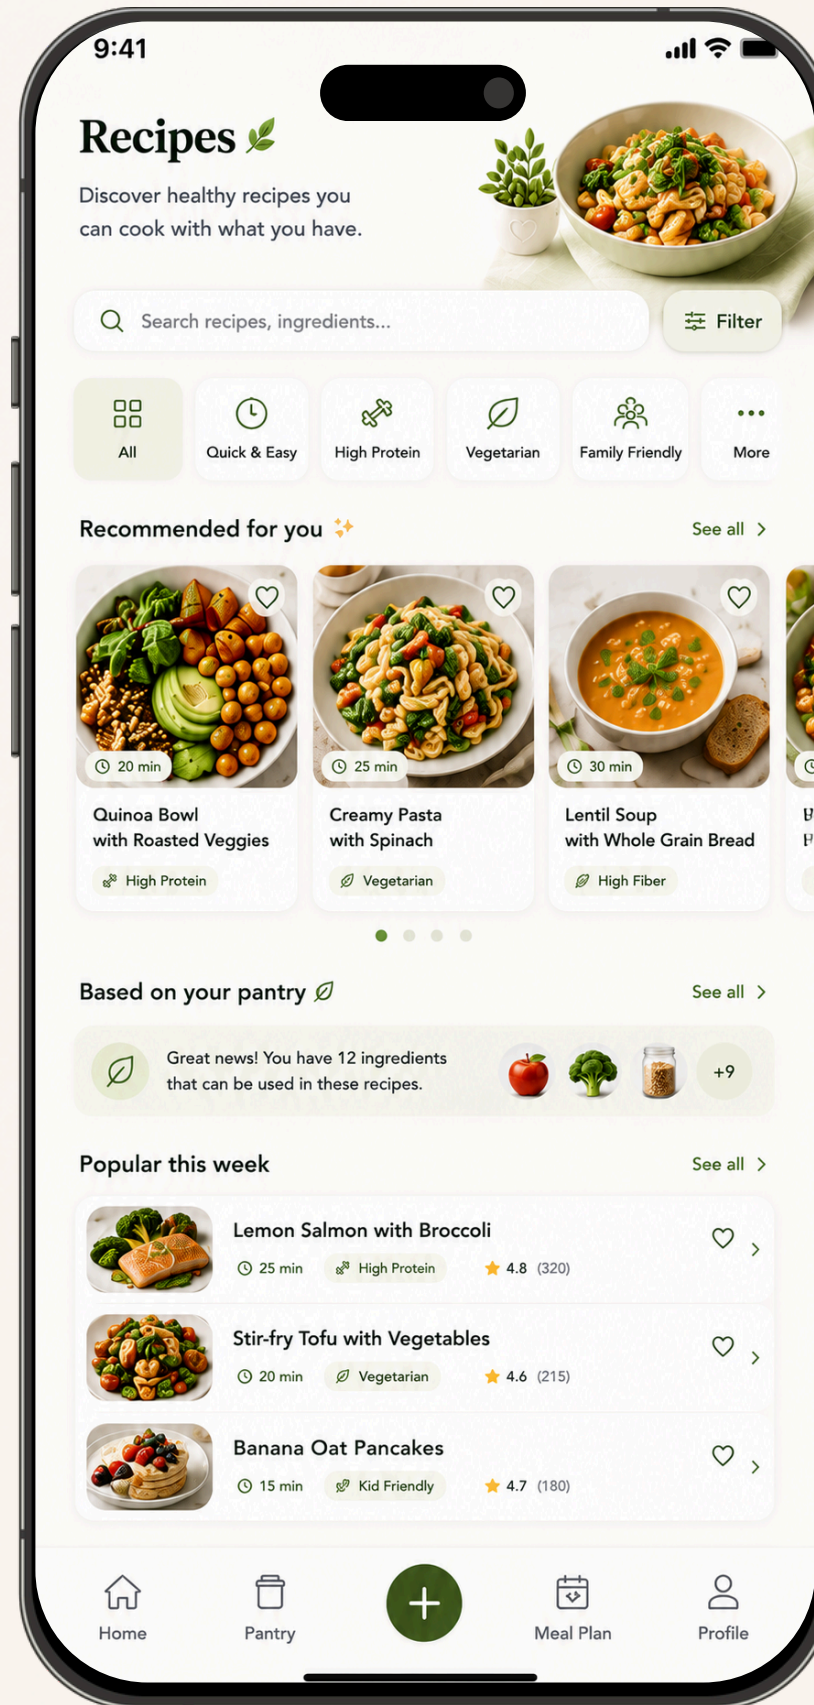 9:41
Recipes
Discover healthy recipes you
can cook with what you have.
Search recipes, ingredients...
Filter
All
Quick & Easy
High Protein
Vegetarian
Family Friendly
More
Recommended for you
See all
20 min
25 min
30 min
Quinoa Bowl
with Roasted Veggies
Creamy Pasta
with Spinach
Lentil Soup
with Whole Grain Bread
High Protein
Vegetarian
High Fiber
Based on your pantry
See all
Great news! You have 12 ingredients
that can be used in these recipes.
+9
Popular this week
See all
Lemon Salmon with Broccoli
25 min High Protein 4.8 (320)
Stir-fry Tofu with Vegetables
20 min Vegetarian 4.6 (215)
Banana Oat Pancakes
15 min Kid Friendly 4.7 (180)
Home
Pantry
Meal Plan
Profile